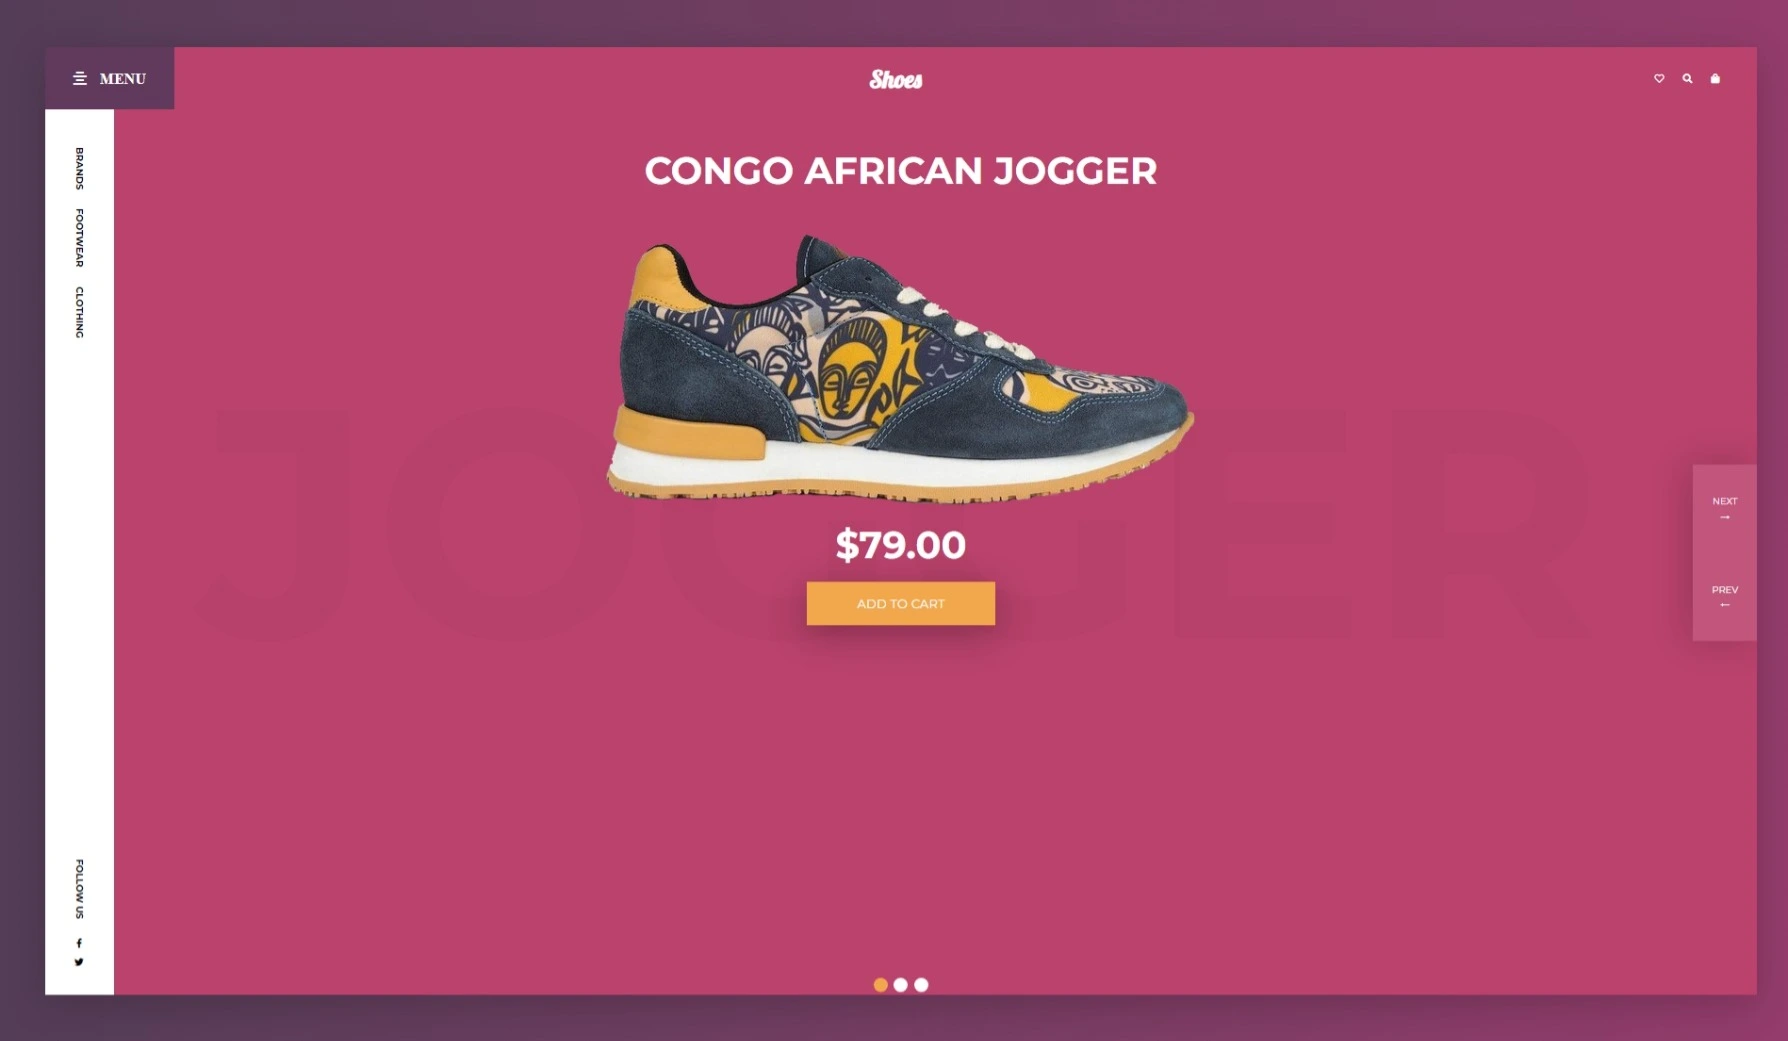 MENU
Shoes
BRANDS
FOOTWEAR
CLOTHING
CONGO AFRICAN JOGGER
JOGGER
$79.00
ADD TO CART
NEXT
→
PREV
←
FOLLOW US